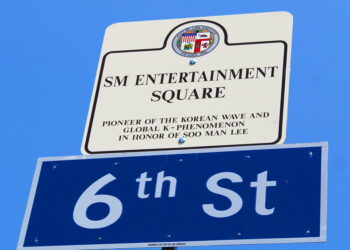 SM ENTERTAINMENT
SQUARE
PIONEER OF THE KOREAN WAVE AND
GLOBAL K - PHENOMENON
IN HONOR OF SOO MAN LEE
6th St